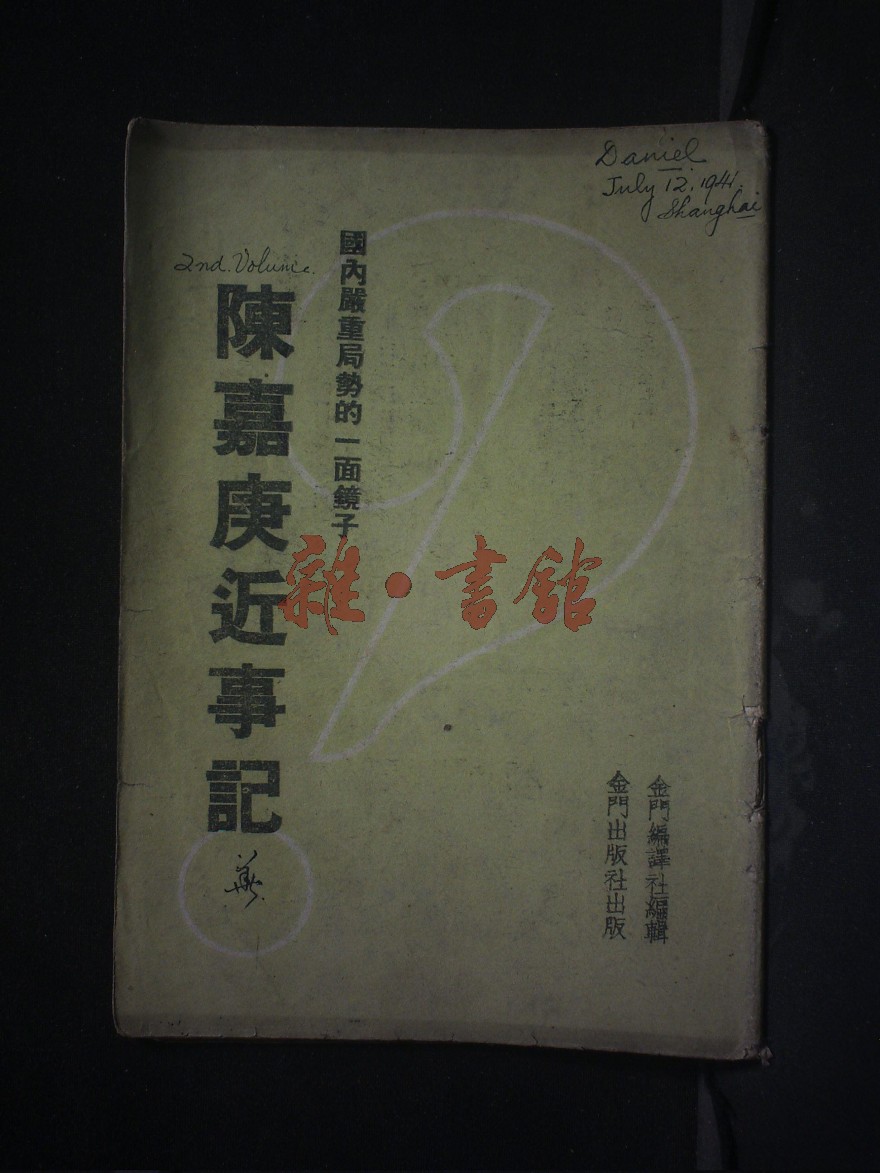 Daniel
July 12. 1941.
Shanghai
2nd. Volume.
國內嚴重局勢的一面鏡子
陳嘉庚近事記
雜·書館
金門編譯社編輯
金門出版社出版